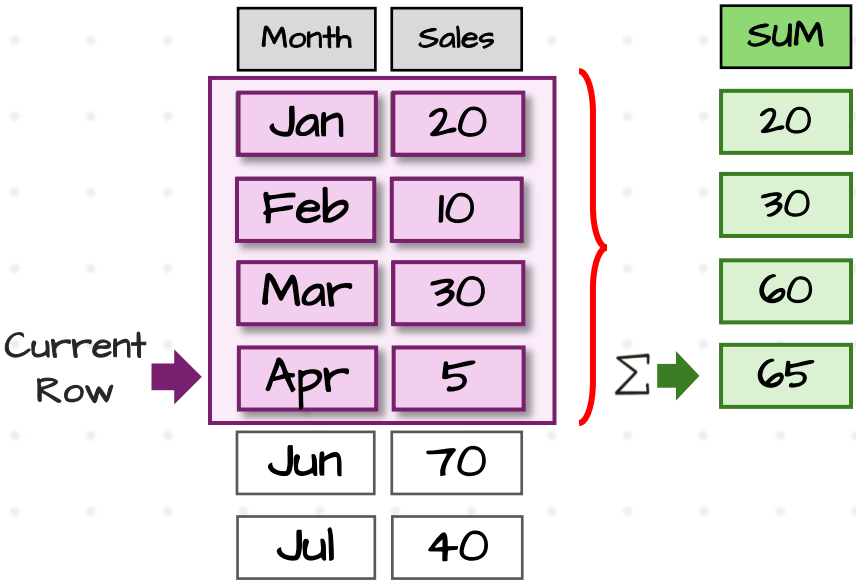 Month Sales SUM
Jan 20 20
Feb 10 30
Mar 30 60
Current
Row
Apr 5 Σ 65
Jun 70
Jul 40